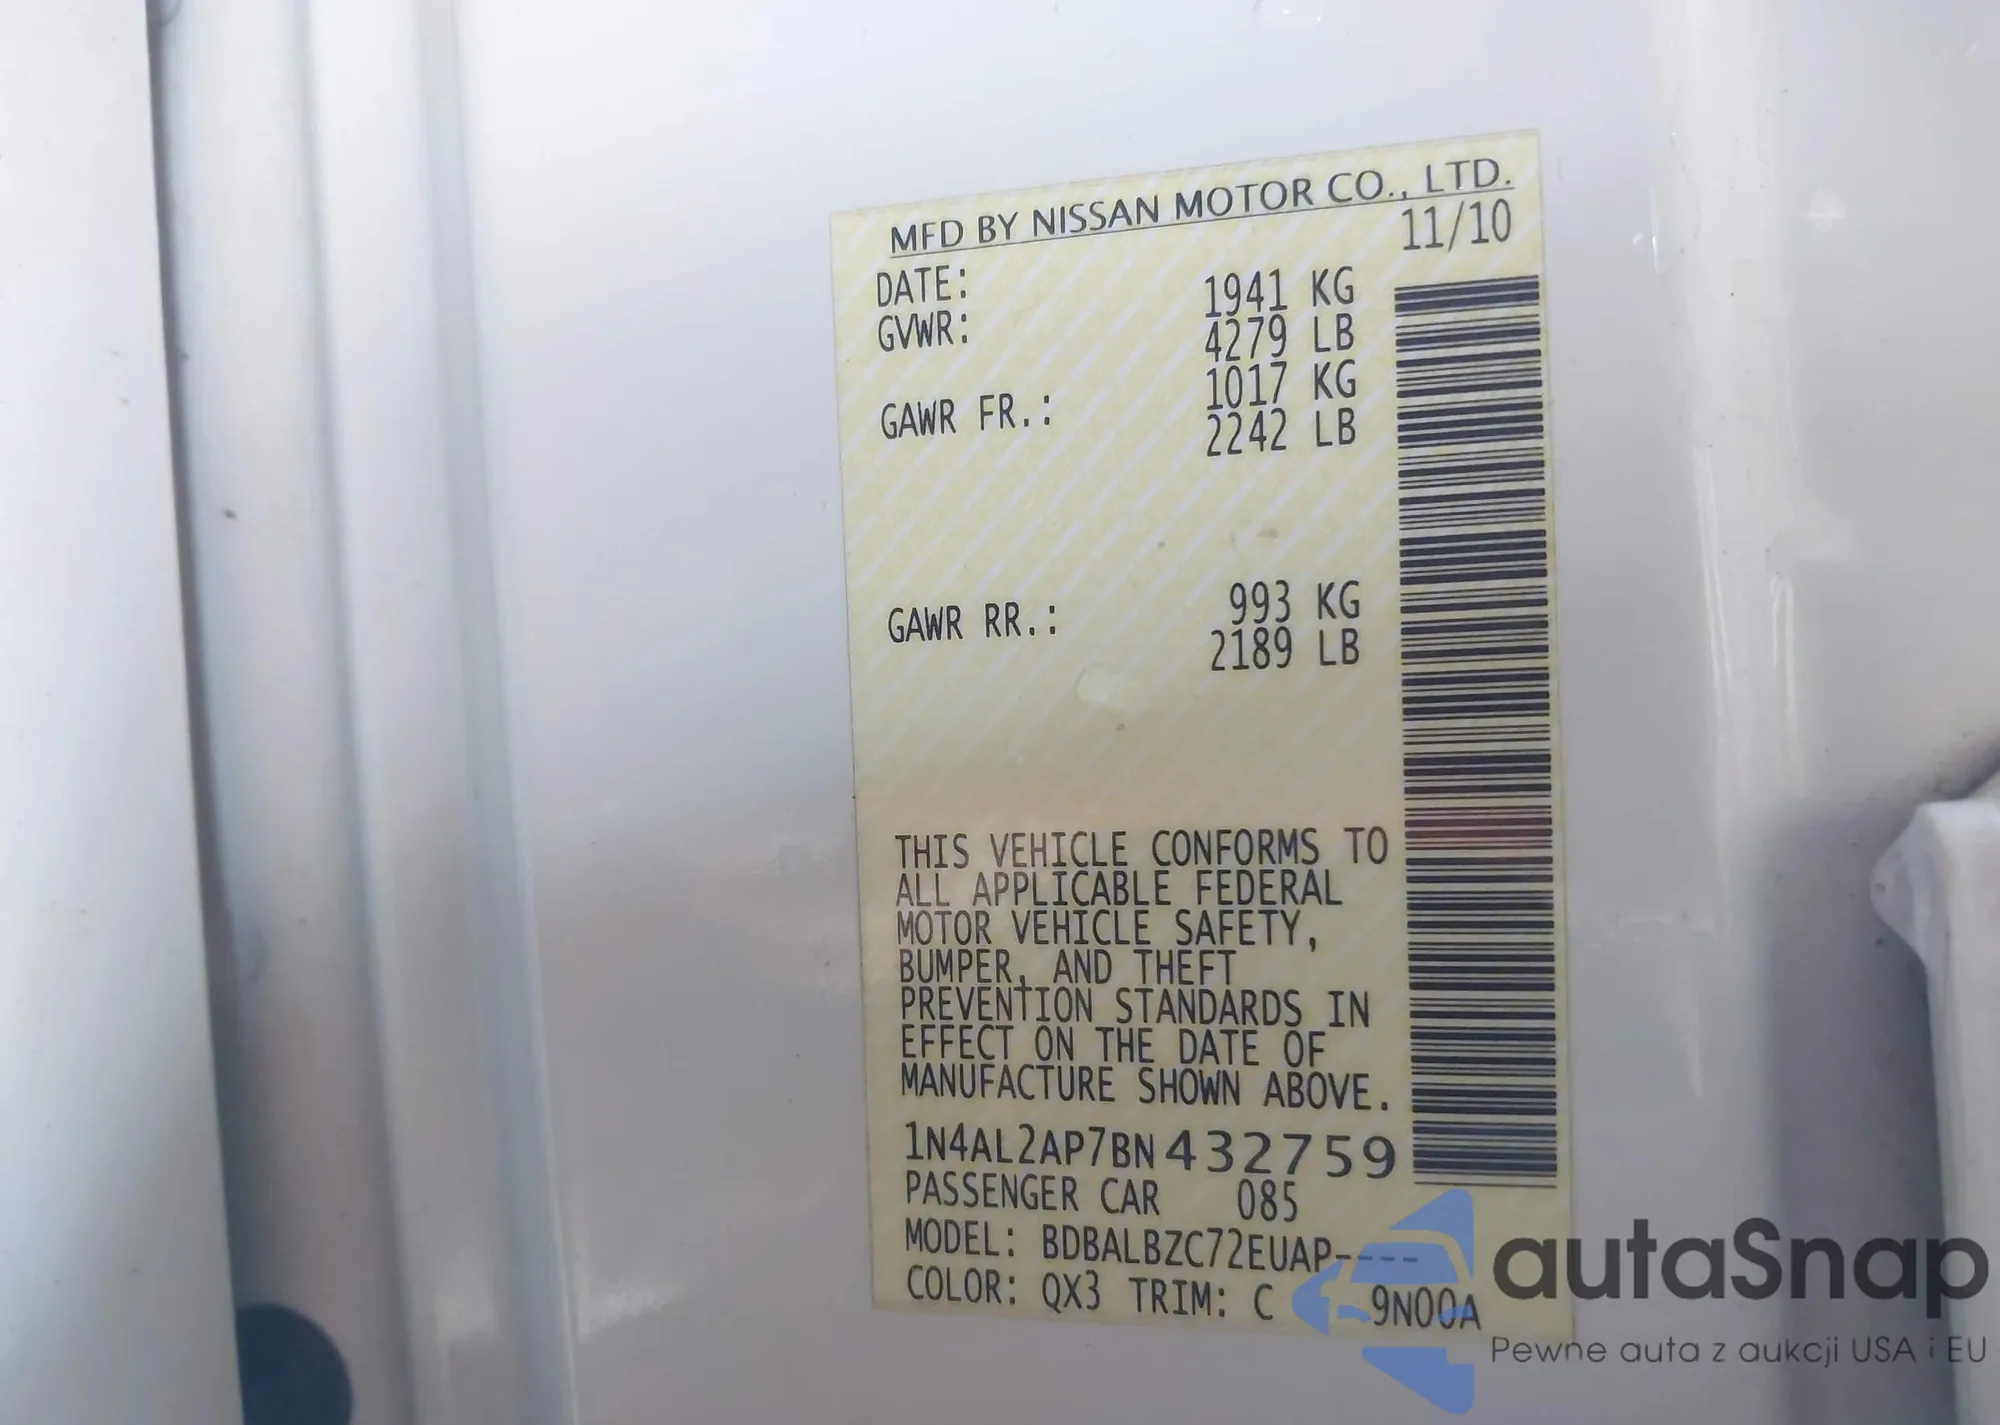 MFD BY NISSAN MOTOR CO., LTD.
DATE: 11/10
GVWR: 1941 KG
4279 LB
GAWR FR.: 1017 KG
2242 LB
GAWR RR.: 993 KG
2189 LB
THIS VEHICLE CONFORMS TO
ALL APPLICABLE FEDERAL
MOTOR VEHICLE SAFETY,
BUMPER, AND THEFT
PREVENTION STANDARDS IN
EFFECT ON THE DATE OF
MANUFACTURE SHOWN ABOVE.
1N4AL2AP7BN432759
PASSENGER CAR 085
MODEL: BDBALBZC72EUAP----
COLOR: QX3 TRIM: C 9N00A
autaSnap
Pewne auta z aukcji USA i EU